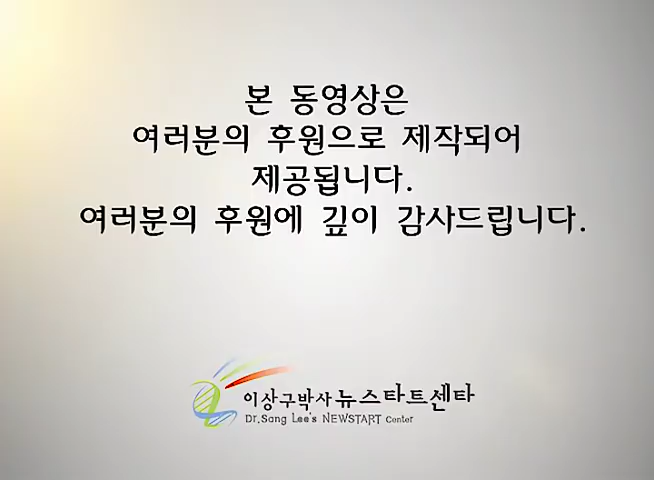 본 동영상은
여러분의 후원으로 제작되어
제공됩니다.
여러분의 후원에 깊이 감사드립니다.
이상구박사 뉴스타트센타
Dr.Sang Lee's NEWSTART Center